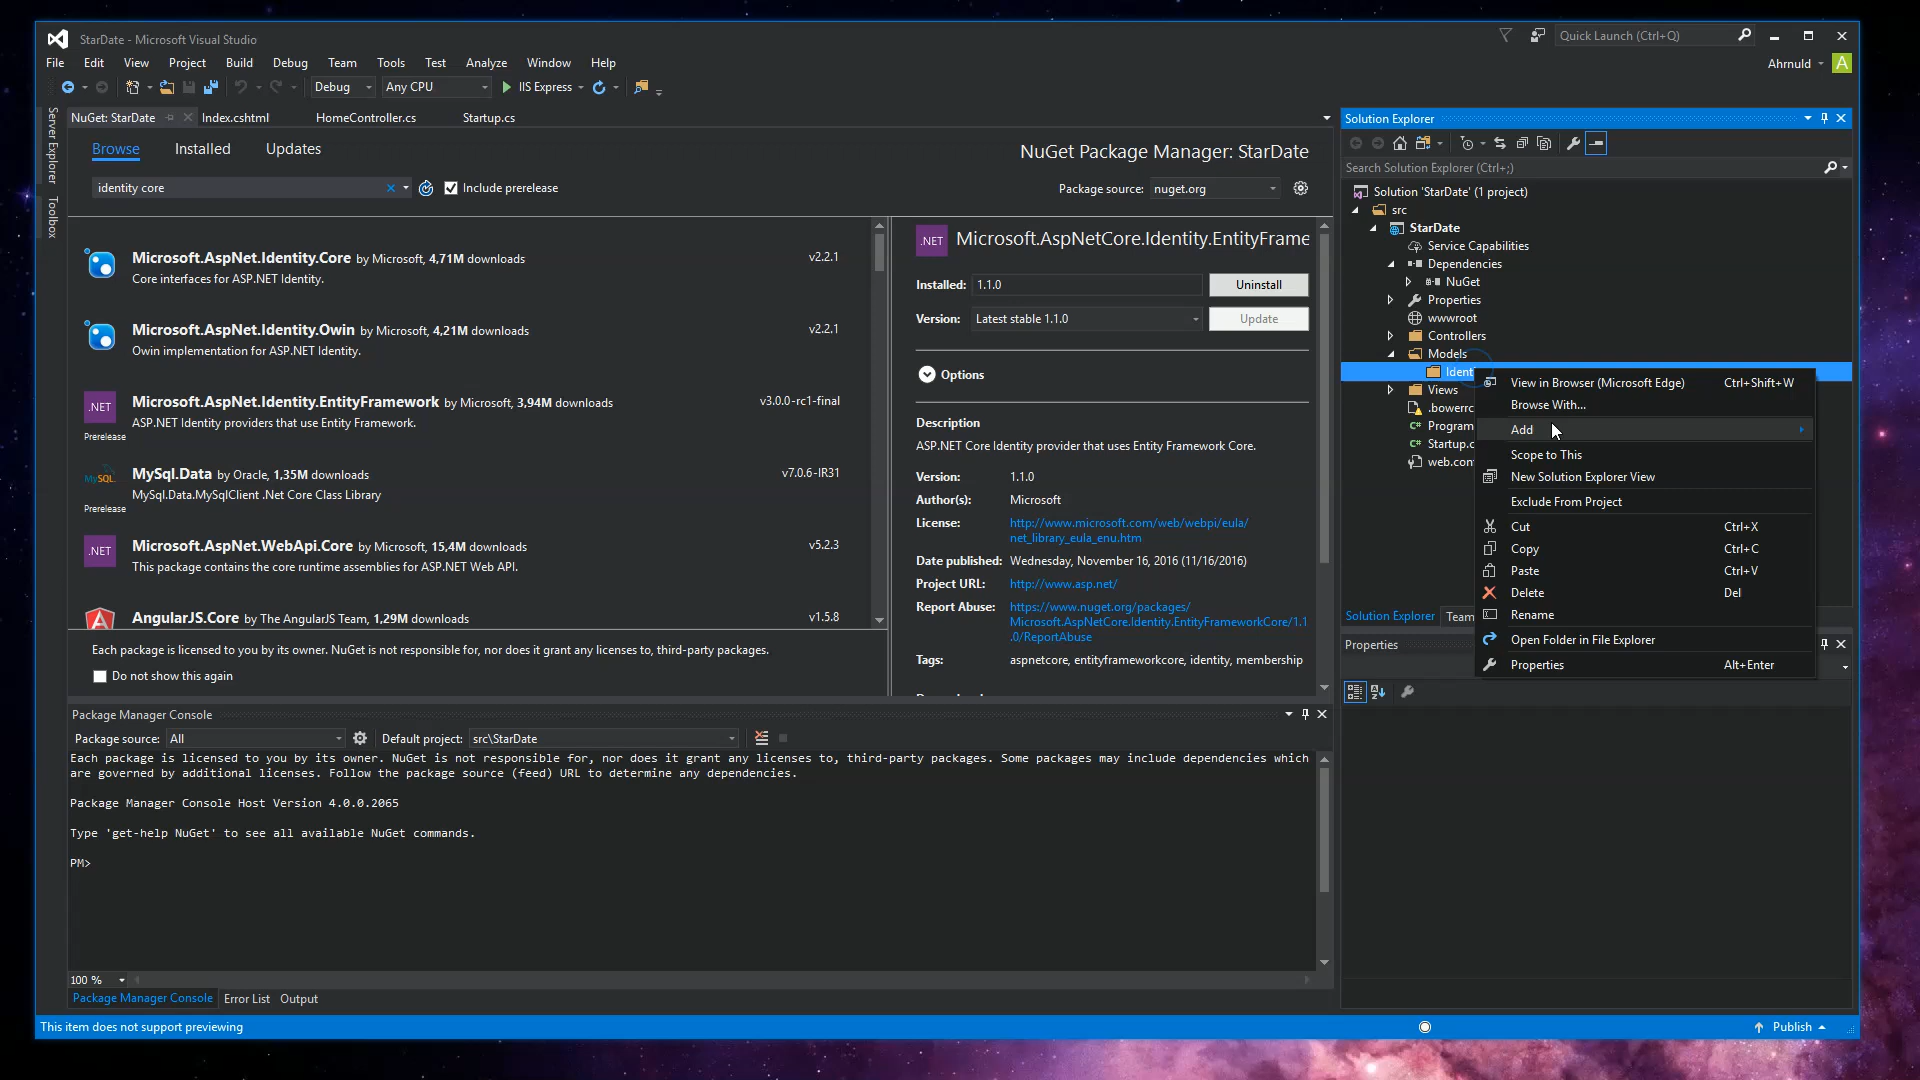 StarDate - Microsoft Visual Studio
Quick Launch (Ctrl+Q)
File Edit View Project Build Debug Team Tools Test Analyze Window Help
Ahrnuld A
Debug Any CPU IIS Express
Server Explorer
Toolbox
NuGet: StarDate Index.cshtml HomeController.cs Startup.cs
Browse Installed Updates
NuGet Package Manager: StarDate
identity core
Include prerelease
Package source: nuget.org
Microsoft.AspNet.Identity.Core by Microsoft, 4,71M downloads v2.2.1
Core interfaces for ASP.NET Identity.
Microsoft.AspNet.Identity.Owin by Microsoft, 4,21M downloads v2.2.1
Owin implementation for ASP.NET Identity.
.NET
Microsoft.AspNet.Identity.EntityFramework by Microsoft, 3,94M downloads v3.0.0-rc1-final
ASP.NET Identity providers that use Entity Framework.
Prerelease
MySQL
MySql.Data by Oracle, 1,35M downloads v7.0.6-IR31
MySql.Data.MySqlClient .Net Core Class Library
Prerelease
.NET
Microsoft.AspNet.WebApi.Core by Microsoft, 15,4M downloads v5.2.3
This package contains the core runtime assemblies for ASP.NET Web API.
AngularJS.Core by The AngularJS Team, 1,29M downloads v1.5.8
Each package is licensed to you by its owner. NuGet is not responsible for, nor does it grant any licenses to, third-party packages.
Do not show this again
.NET
Microsoft.AspNetCore.Identity.EntityFrame
Installed: 1.1.0 Uninstall
Version: Latest stable 1.1.0 Update
Options
Description
ASP.NET Core Identity provider that uses Entity Framework Core.
Version: 1.1.0
Author(s): Microsoft
License: http://www.microsoft.com/web/webpi/eula/
net_library_eula_enu.htm
Date published: Wednesday, November 16, 2016 (11/16/2016)
Project URL: http://www.asp.net/
Report Abuse: https://www.nuget.org/packages/
Microsoft.AspNetCore.Identity.EntityFrameworkCore/1.1
.0/ReportAbuse
Tags: aspnetcore, entityframeworkcore, identity, membership
Package Manager Console
Package source: All Default project: src\StarDate
Each package is licensed to you by its owner. NuGet is not responsible for, nor does it grant any licenses to, third-party packages. Some packages may include dependencies which
are governed by additional licenses. Follow the package source (feed) URL to determine any dependencies.
Package Manager Console Host Version 4.0.0.2065
Type 'get-help NuGet' to see all available NuGet commands.
PM>
100 %
Package Manager Console Error List Output
This item does not support previewing
Publish
Solution Explorer
Search Solution Explorer (Ctrl+;)
Solution 'StarDate' (1 project)
src
StarDate
Service Capabilities
Dependencies
NuGet
Properties
wwwroot
Controllers
Models
Identi
Views
.bowerrc
Program
Startup.c
web.con
Solution Explorer Team
Properties
View in Browser (Microsoft Edge) Ctrl+Shift+W
Browse With...
Add
Scope to This
New Solution Explorer View
Exclude From Project
Cut Ctrl+X
Copy Ctrl+C
Paste Ctrl+V
Delete Del
Rename
Open Folder in File Explorer
Properties Alt+Enter